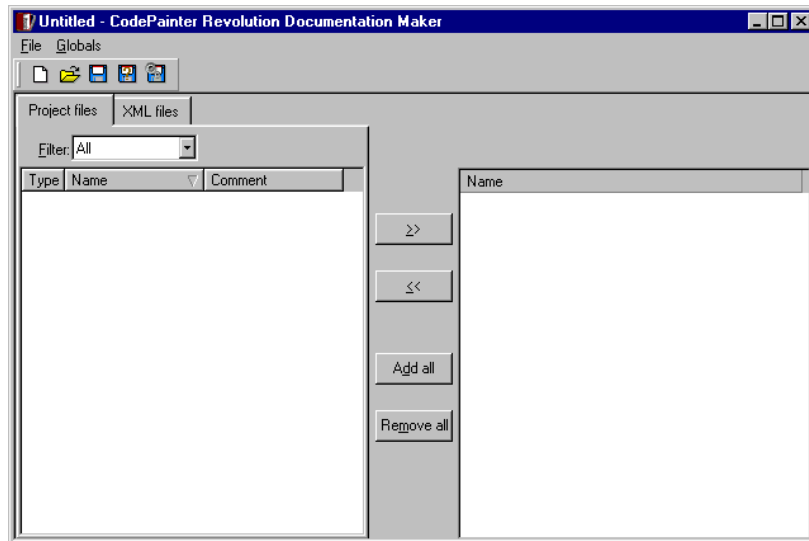 Untitled - CodePainter Revolution Documentation Maker
File Globals
Project files XML files
Filter: All
Type Name Comment
Name
>>
<<
Add all
Remove all